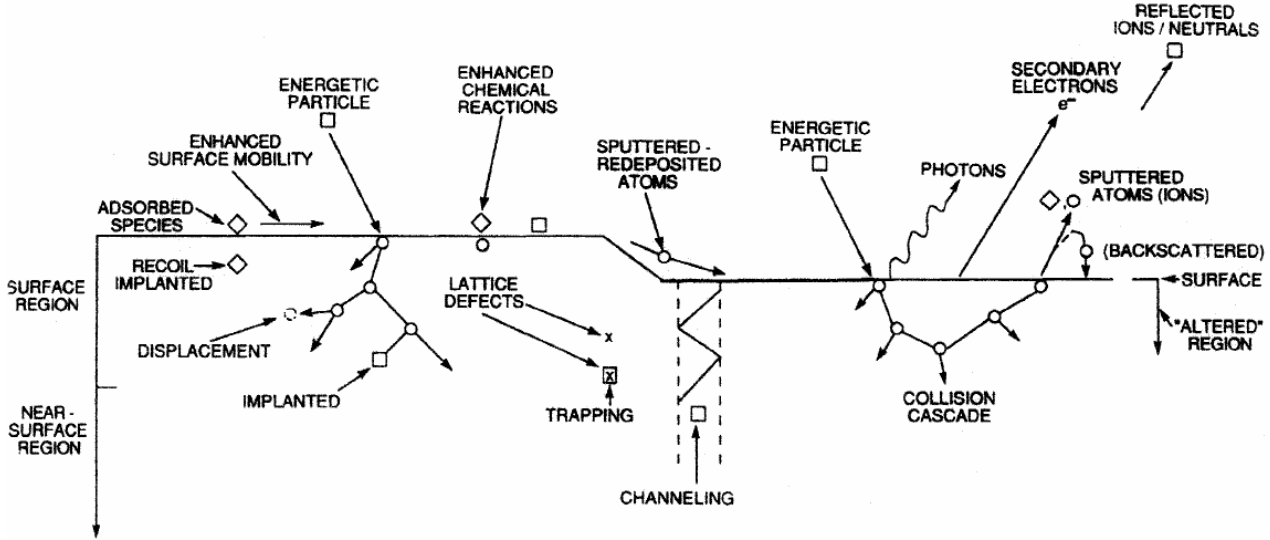 REFLECTED
IONS / NEUTRALS
SECONDARY
ELECTRONS
e⁻
ENHANCED
CHEMICAL
REACTIONS
ENERGETIC
PARTICLE
ENHANCED
SURFACE MOBILITY
SPUTTERED -
REDEPOSITED
ATOMS
ENERGETIC
PARTICLE
PHOTONS
SPUTTERED
ATOMS (IONS)
ADSORBED
SPECIES
(BACKSCATTERED)
RECOIL
IMPLANTED
SURFACE
SURFACE
REGION
LATTICE
DEFECTS
x
"ALTERED"
REGION
DISPLACEMENT
x
IMPLANTED
TRAPPING
COLLISION
CASCADE
NEAR -
SURFACE
REGION
CHANNELING